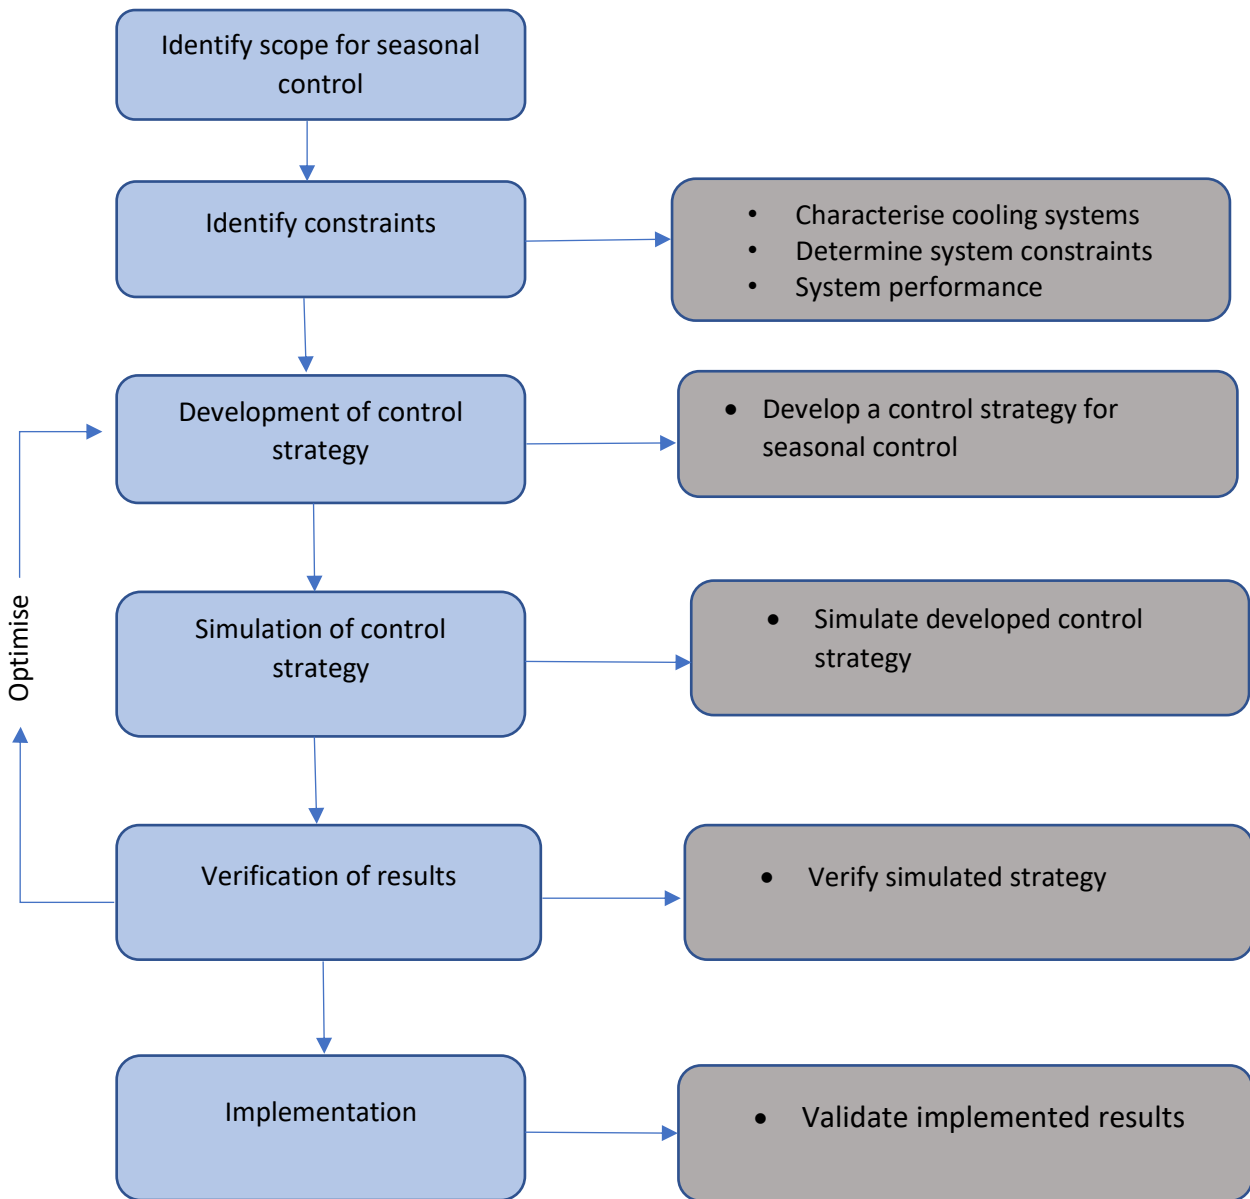 Identify scope for seasonal
control
Identify constraints
• Characterise cooling systems
• Determine system constraints
• System performance
Development of control
strategy
• Develop a control strategy for
seasonal control
Optimise
Simulation of control
strategy
• Simulate developed control
strategy
Verification of results
• Verify simulated strategy
Implementation
• Validate implemented results